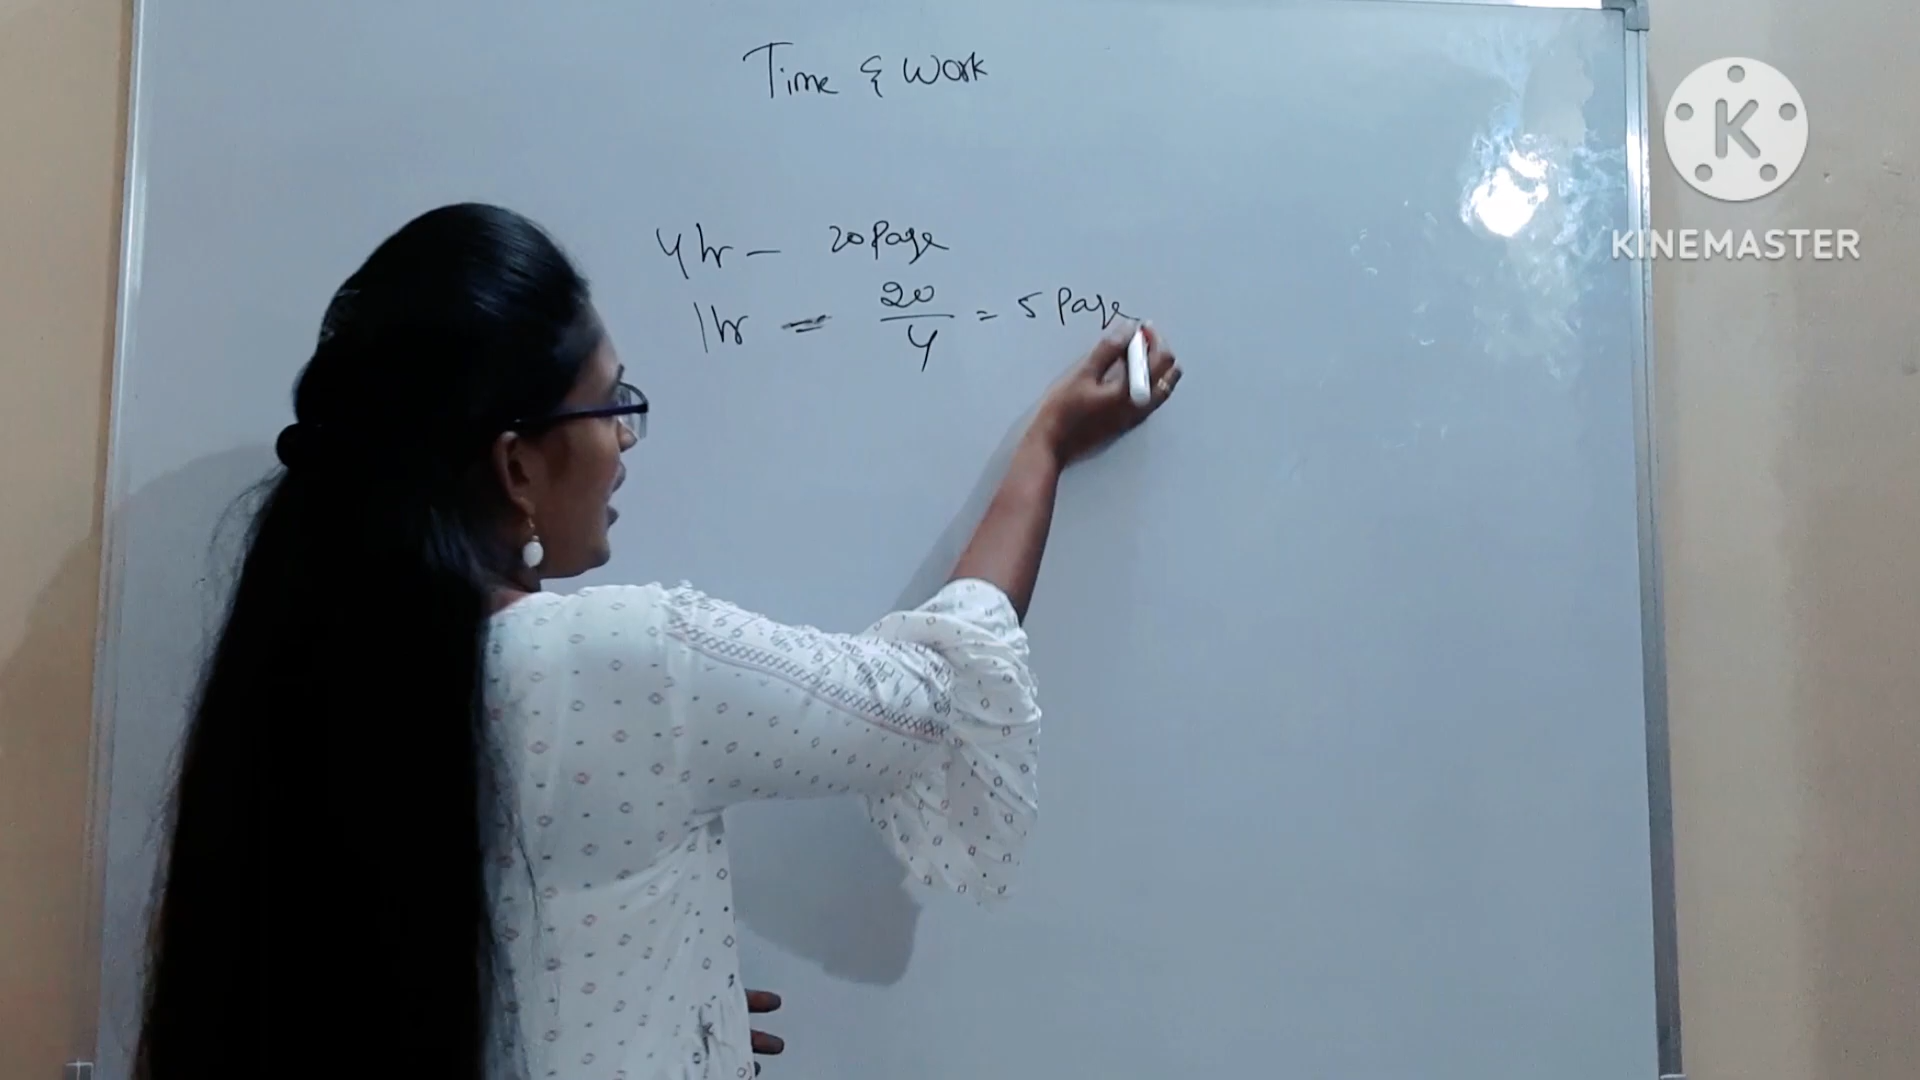 Time & Work
4 hr - 20 Page
1 hr = 20/4 = 5 Page
K
KINEMASTER